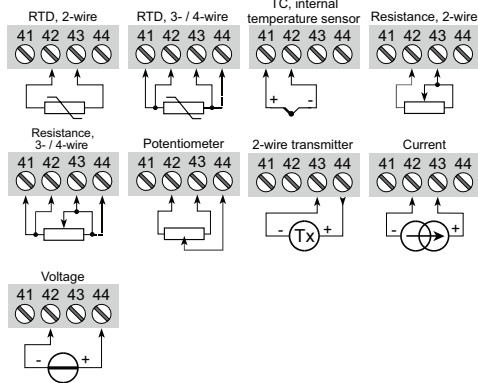 RTD, 2-wire
41 42 43 44
RTD, 3- / 4-wire
41 42 43 44
TC, internal
temperature sensor
41 42 43 44
+ -
Resistance, 2-wire
41 42 43 44
Resistance,
3- / 4-wire
41 42 43 44
Potentiometer
41 42 43 44
2-wire transmitter
41 42 43 44
- Tx +
Current
41 42 43 44
- +
Voltage
41 42 43 44
- +